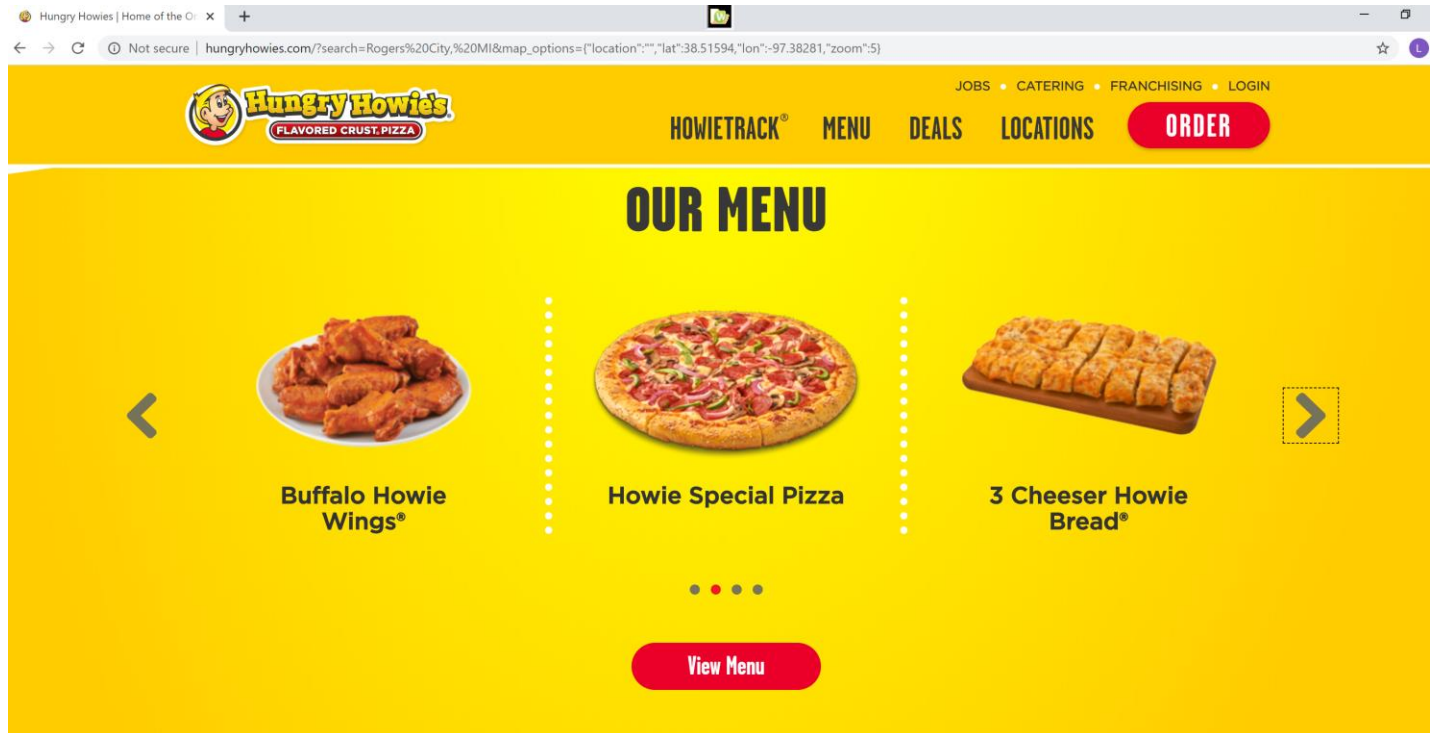 Hungry Howies | Home of the Or
Not secure | hungryhowies.com/?search=Rogers%20City,%20MI&map_options={"location":"","lat":38.51594,"lon":-97.38281,"zoom":5}
L
JOBS • CATERING • FRANCHISING • LOGIN
Hungry Howie's®
FLAVORED CRUST® PIZZA
HOWIETRACK® MENU DEALS LOCATIONS ORDER
OUR MENU
Buffalo Howie
Wings®
Howie Special Pizza
3 Cheeser Howie
Bread®
View Menu